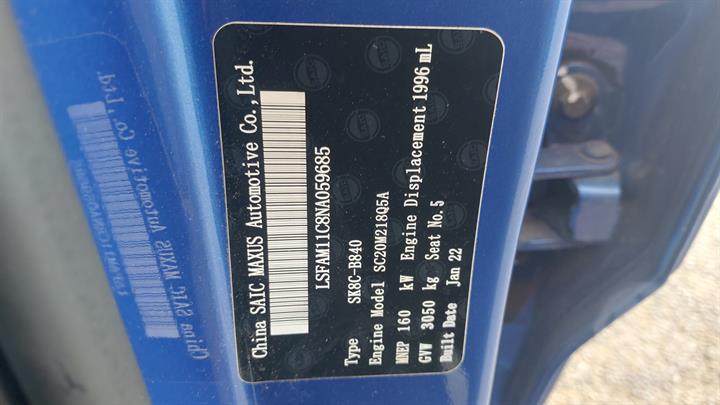 China SAIC MAXUS Automotive Co.,Ltd.
LSFAM11C8NA059685
Type SK8C-B840
Engine Model SC20M218Q5A
MNEP 160 kW Engine Displacement 1996 mL
GVW 3050 kg Seat No. 5
Built Date Jan 22